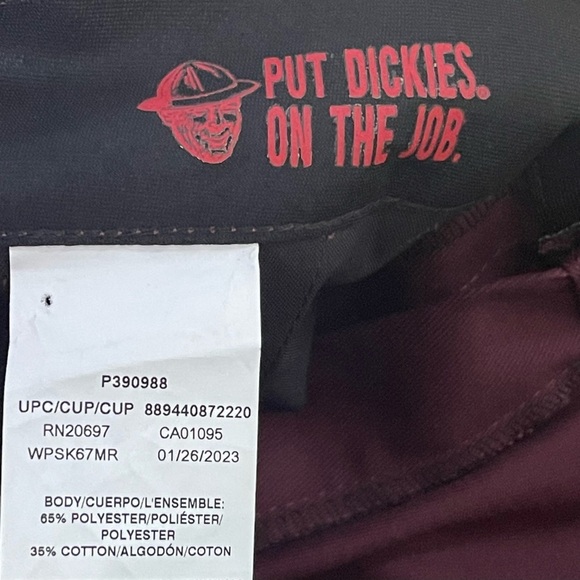 PUT DICKIES.
ON THE JOB.
P390988
UPC/CUP/CUP 889440872220
RN20697 CA01095
WPSK67MR 01/26/2023
BODY/CUERPO/L'ENSEMBLE:
65% POLYESTER/POLIÉSTER/
POLYESTER
35% COTTON/ALGODÓN/COTON